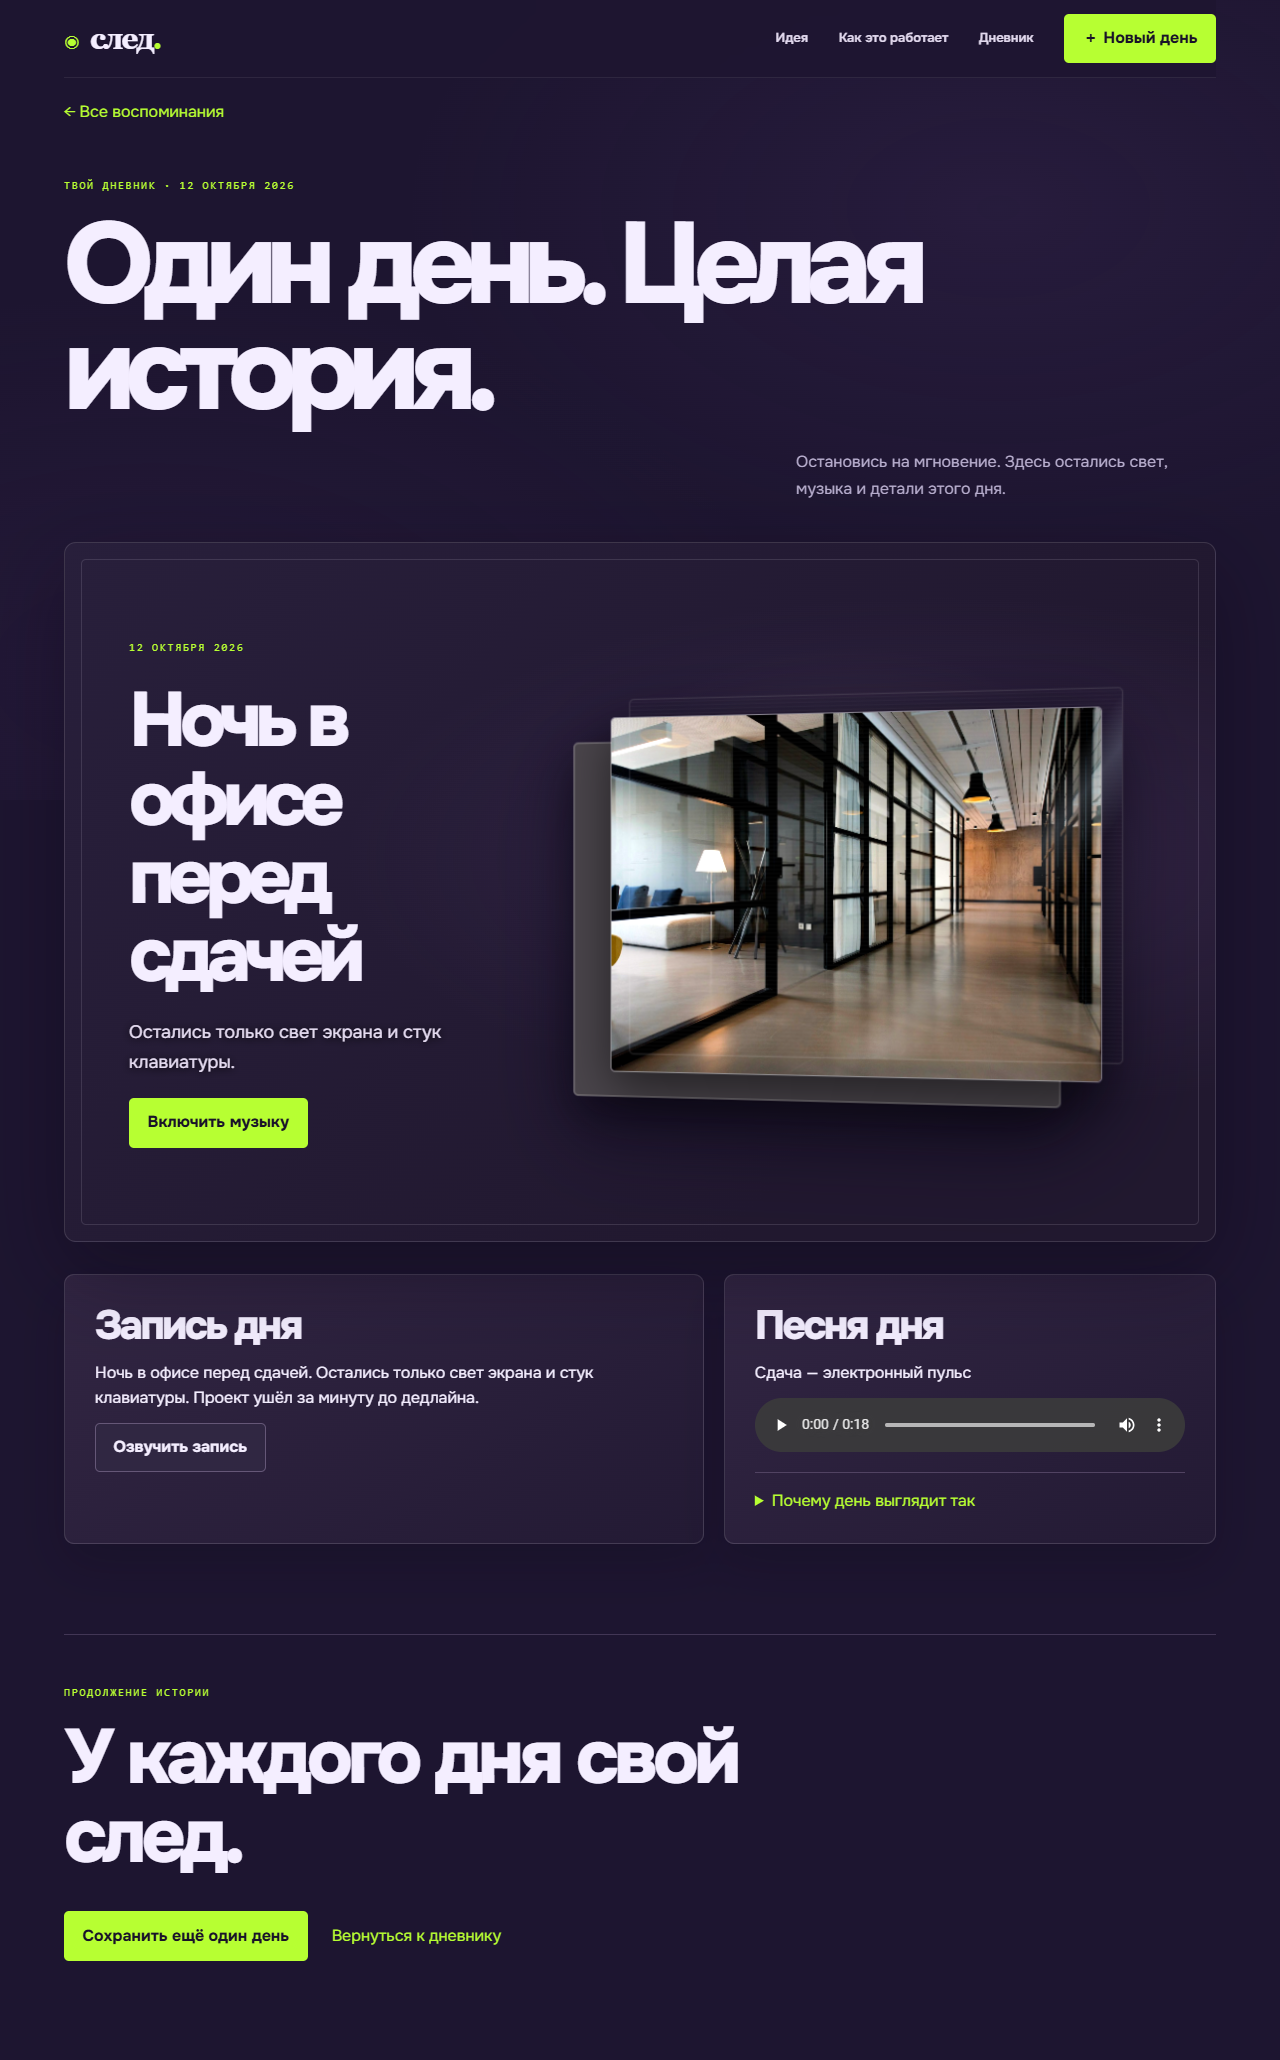 след.
Идея
Как это работает
Дневник
+ Новый день
← Все воспоминания
ТВОЙ ДНЕВНИК · 12 ОКТЯБРЯ 2026
Один день. Целая
история.
Остановись на мгновение. Здесь остались свет,
музыка и детали этого дня.
12 ОКТЯБРЯ 2026
Ночь в
офисе
перед
сдачей
Остались только свет экрана и стук
клавиатуры.
Включить музыку
Запись дня
Ночь в офисе перед сдачей. Остались только свет экрана и стук
клавиатуры. Проект ушёл за минуту до дедлайна.
Озвучить запись
Песня дня
Сдача — электронный пульс
0:00 / 0:18
Почему день выглядит так
ПРОДОЛЖЕНИЕ ИСТОРИИ
У каждого дня свой
след.
Сохранить ещё один день
Вернуться к дневнику